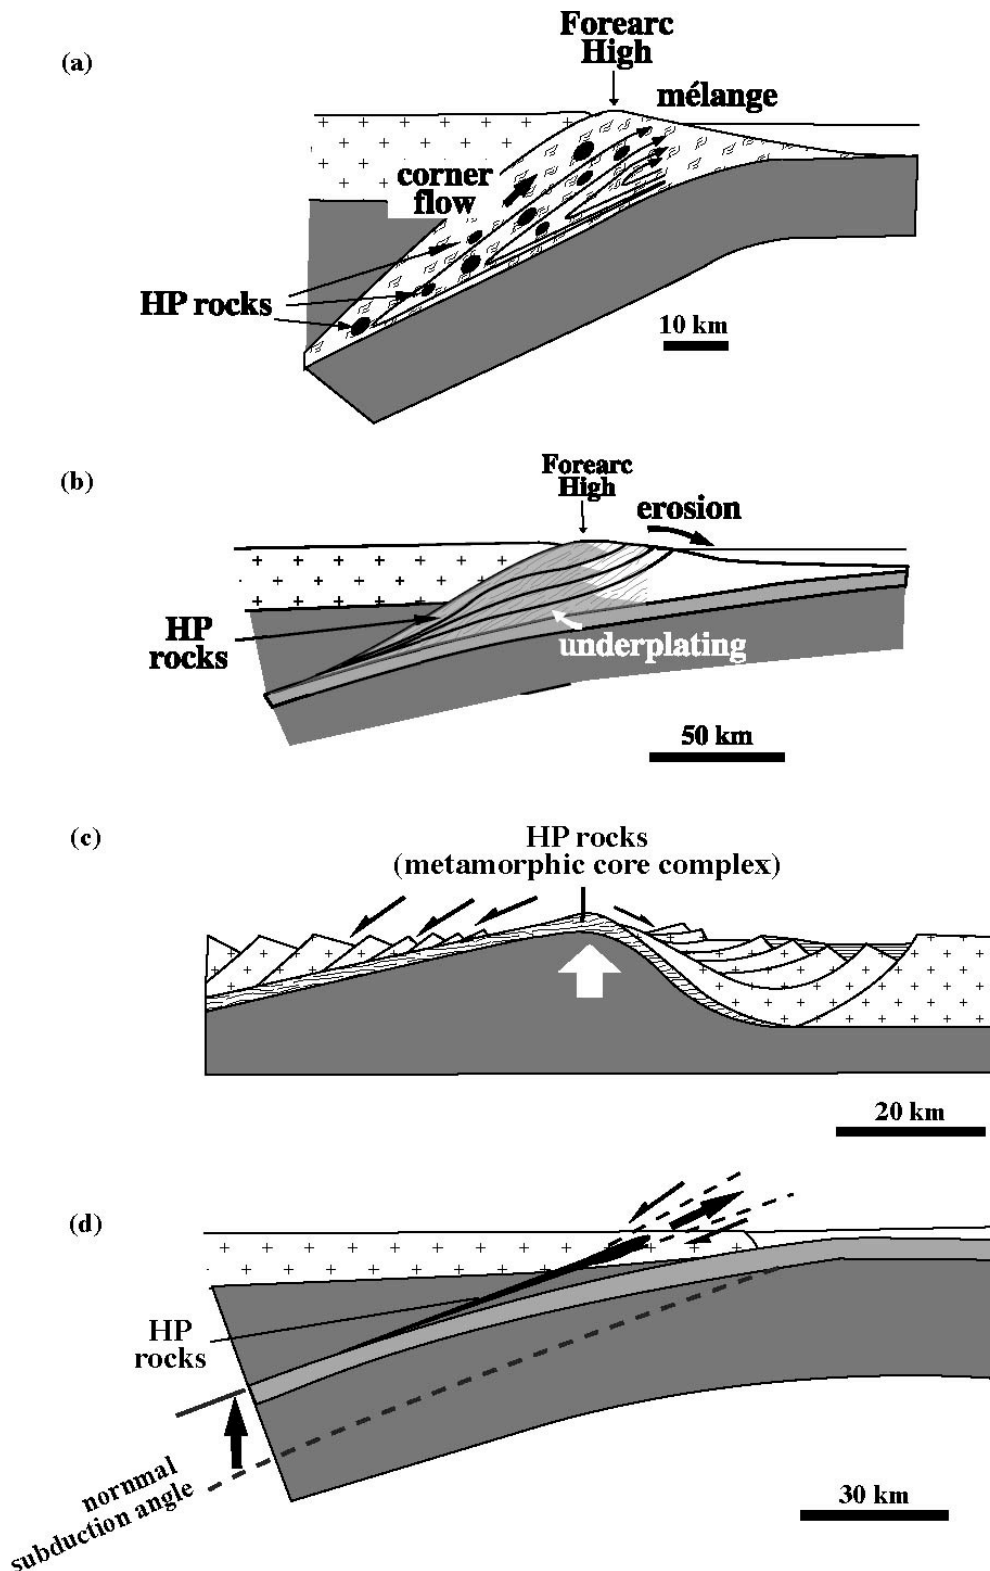 (a)
Forearc
High
mélange
corner
flow
HP rocks
10 km
(b)
Forearc
High
erosion
HP
rocks
underplating
50 km
(c)
HP rocks
(metamorphic core complex)
20 km
(d)
HP
rocks
nornmal
subduction angle
30 km